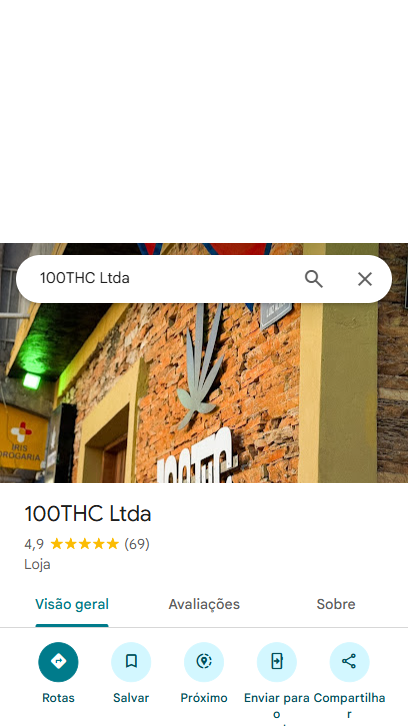 100THC Ltda
IRIS
DROGARIA
100THC
100THC Ltda
4,9 (69)
Loja
Visão geral Avaliações Sobre
Rotas Salvar Próximo Enviar para o Compartilhar